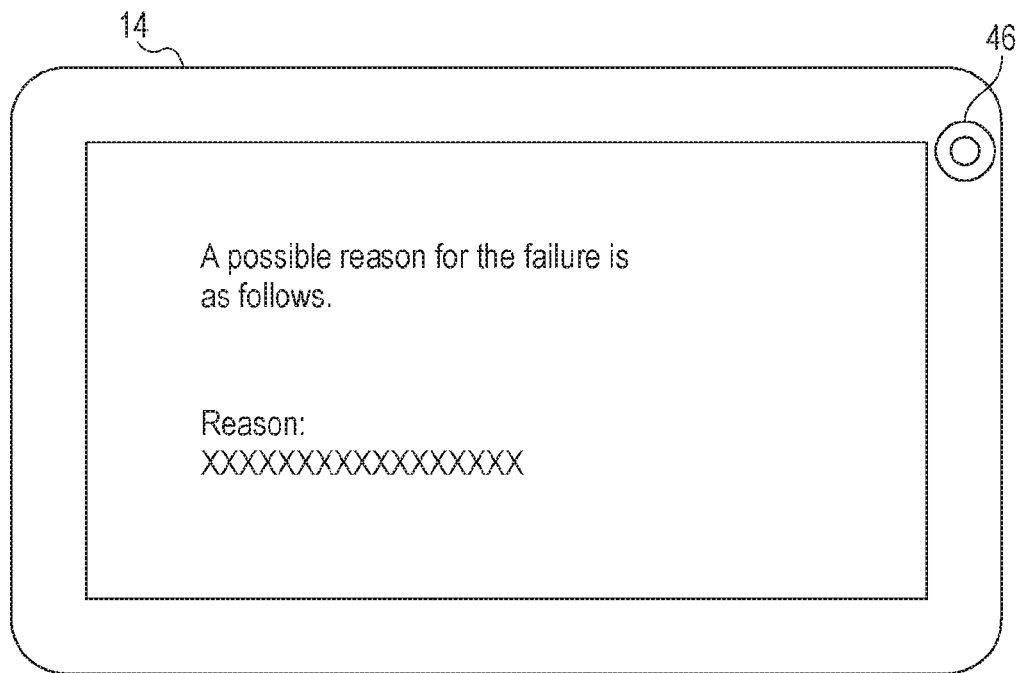 14
46
A possible reason for the failure is
as follows.
Reason:
XXXXXXXXXXXXXXXXX